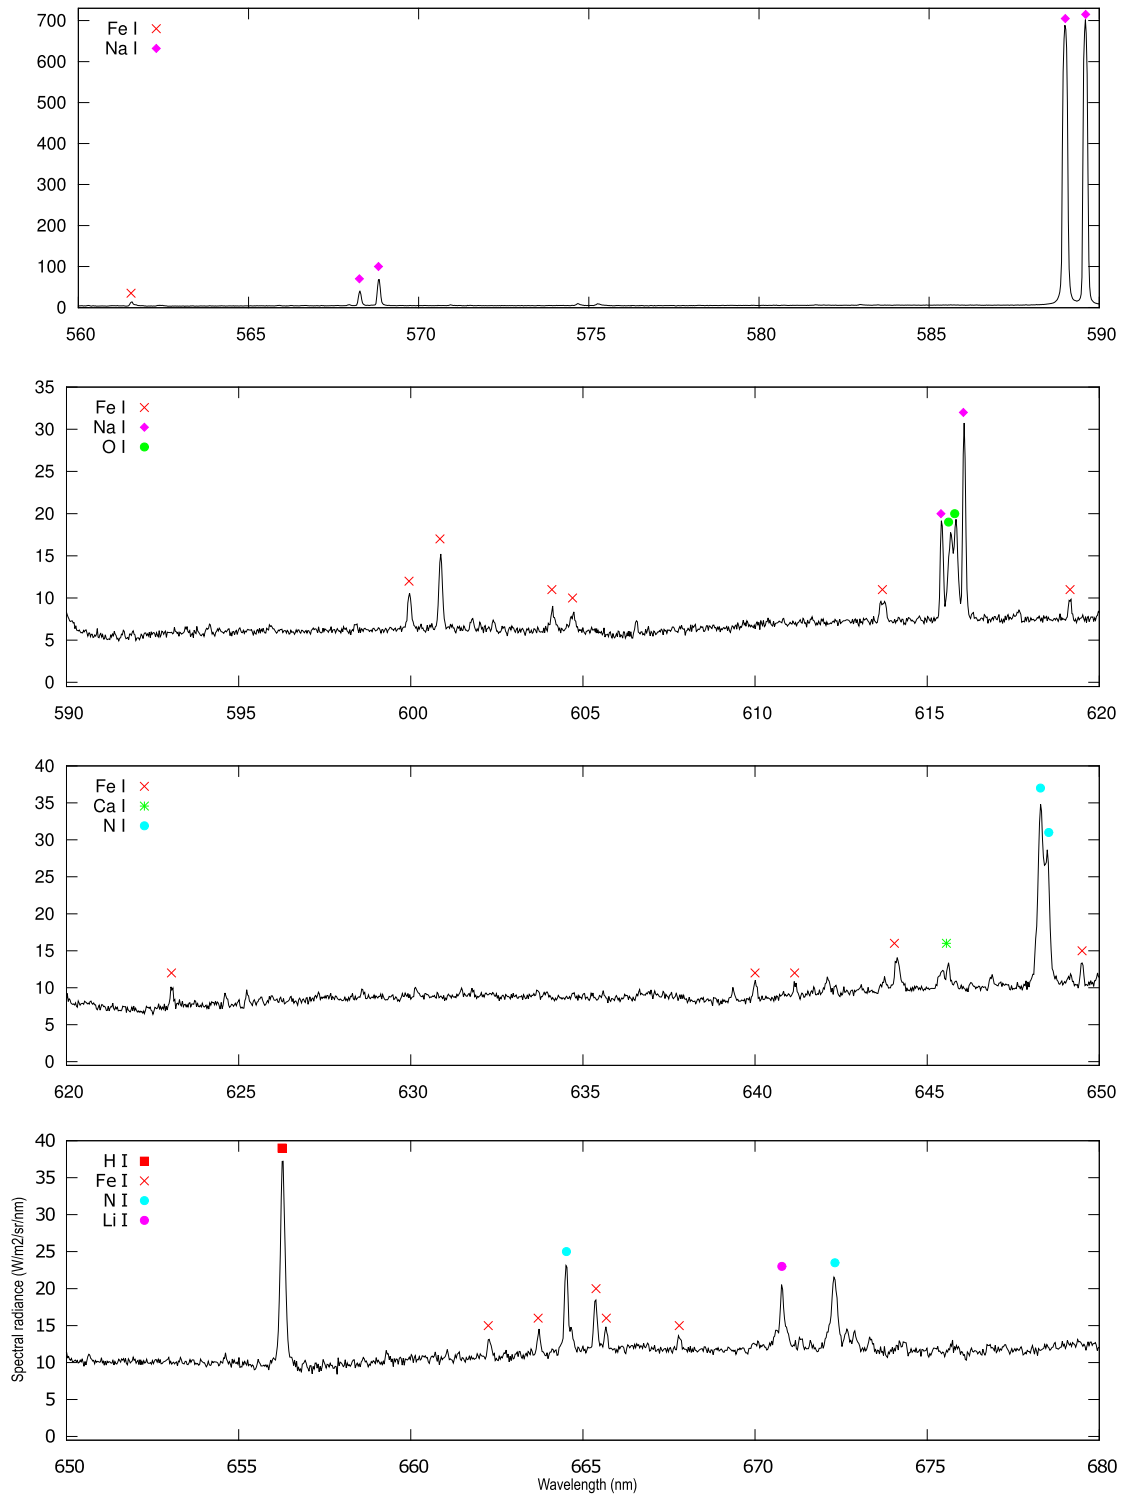 700
600
500
400
300
200
100
0
Fe I
Na I
560 565 570 575 580 585 590
35
30
25
20
15
10
5
0
Fe I
Na I
O I
590 595 600 605 610 615 620
40
35
30
25
20
15
10
5
0
Fe I
Ca I
N I
620 625 630 635 640 645 650
40
35
30
25
20
15
10
5
0
H I
Fe I
N I
Li I
Spectral radiance (W/m2/sr/nm)
650 655 660 665 670 675 680
Wavelength (nm)